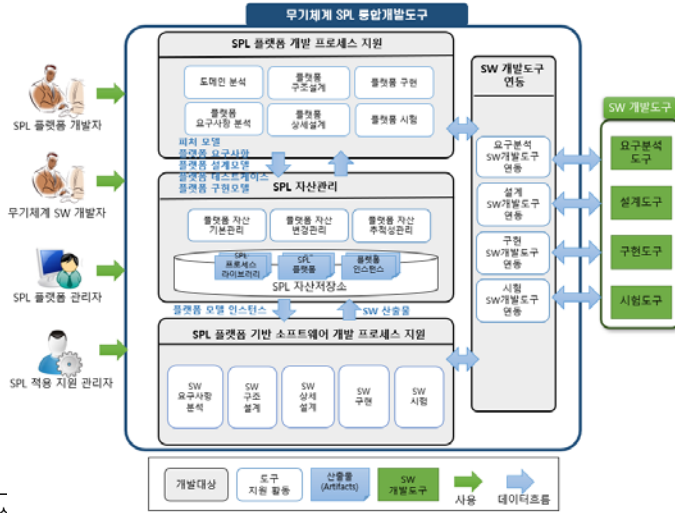 무기체계 SPL 통합개발도구
SPL 플랫폼 개발 프로세스 지원
도메인 분석
플랫폼
구조설계
플랫폼 구현
플랫폼
요구사항 분석
플랫폼
상세설계
플랫폼 시험
피처 모델
플랫폼 요구사항
플랫폼 설계모델
플랫폼 테스트케이스
플랫폼 구현모델
SPL 자산관리
플랫폼 자산
기본관리
플랫폼 자산
변경관리
플랫폼 자산
추적성관리
SPL
프로세스
라이브러리
SPL
플랫폼
플랫폼
인스턴스
SPL 자산저장소
플랫폼 모델 인스턴스
SW 산출물
SPL 플랫폼 기반 소프트웨어 개발 프로세스 지원
SW
요구사항
분석
SW
구조
설계
SW
상세
설계
SW
구현
SW
시험
SW 개발도구
연동
요구분석
SW개발도구
연동
설계
SW개발도구
연동
구현
SW개발도구
연동
시험
SW개발도구
연동
SW 개발도구
요구분석
도구
설계도구
구현도구
시험도구
SPL 플랫폼 개발자
무기체계 SW 개발자
SPL 플랫폼 관리자
SPL 적용 지원 관리자
개발대상
도구
지원 활동
산출물
(Artifacts)
SW
개발도구
사용
데이터흐름